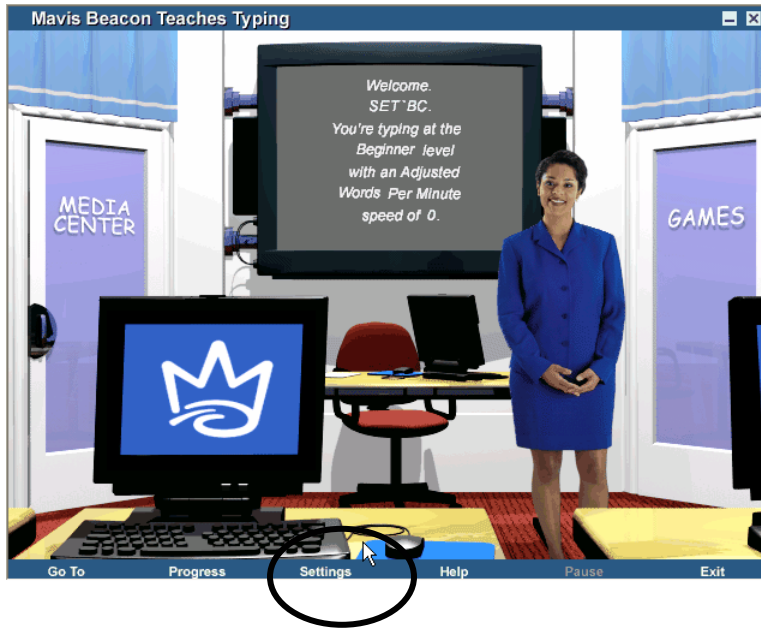 Mavis Beacon Teaches Typing
Welcome.
SET`BC.
You're typing at the
Beginner level
with an Adjusted
Words Per Minute
speed of 0.
MEDIA
CENTER
GAMES
Go To Progress Settings Help Pause Exit